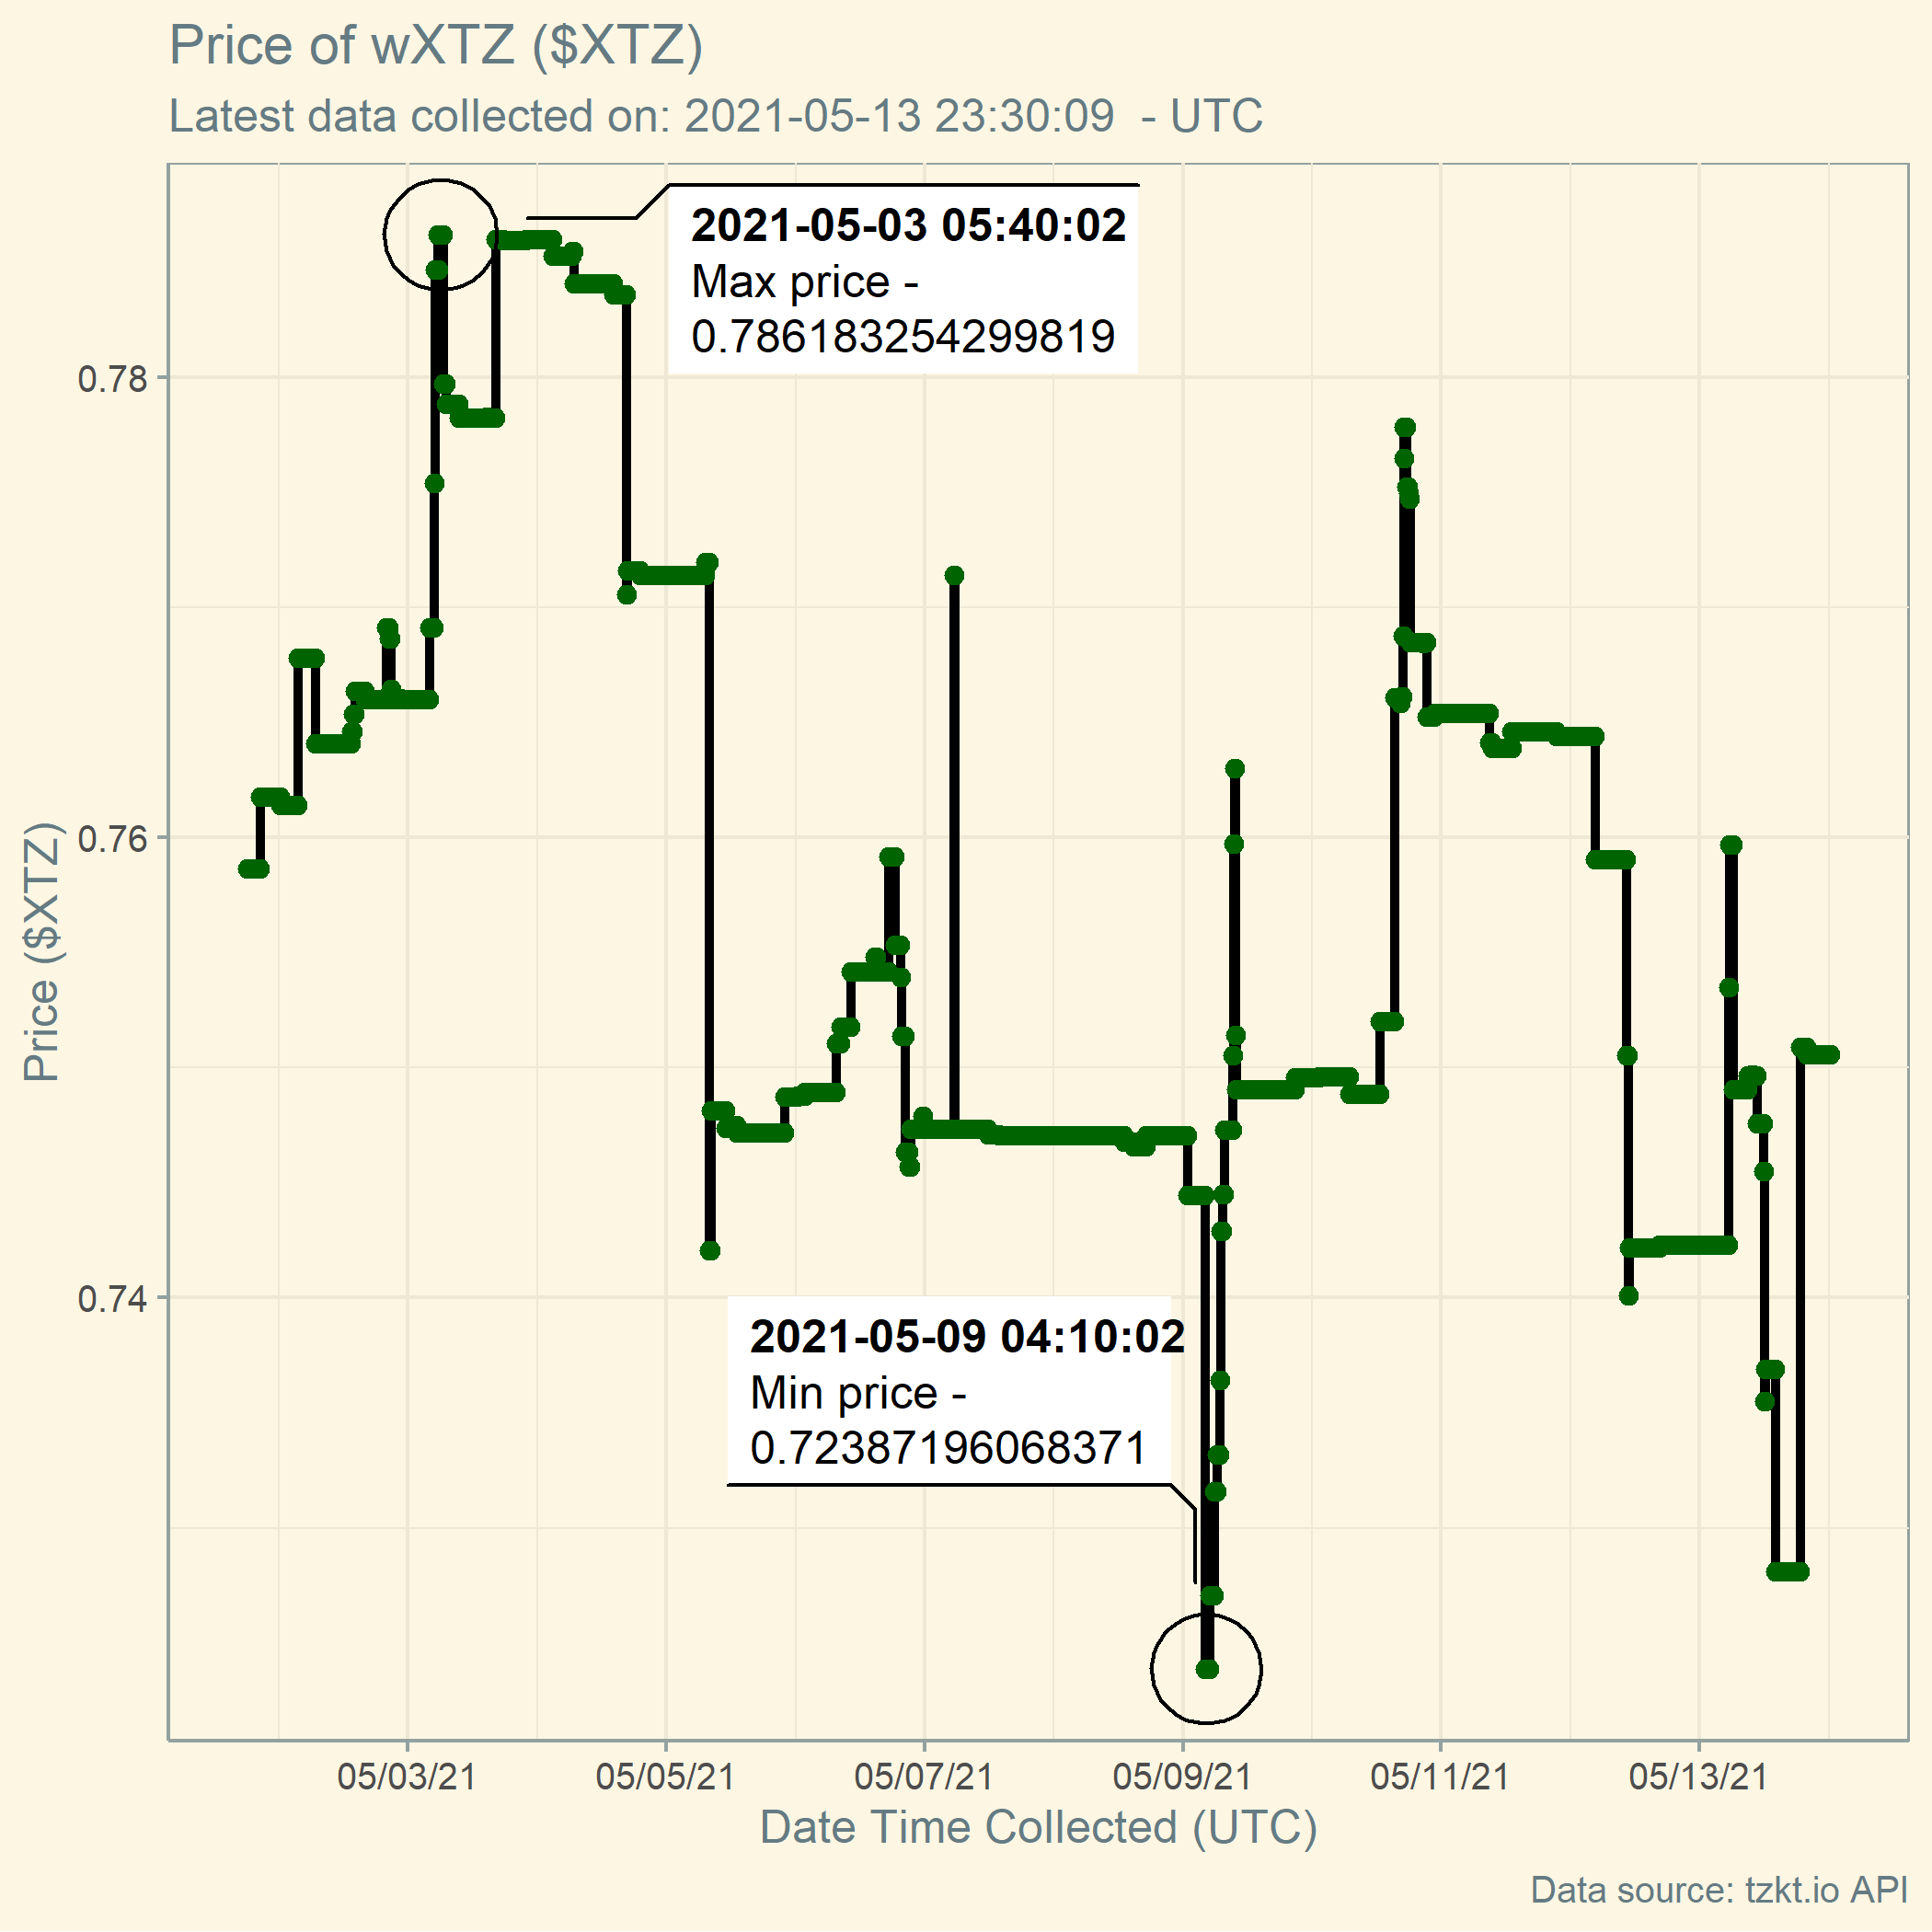 Price of wXTZ ($XTZ)
Latest data collected on: 2021-05-13 23:30:09  - UTC
2021-05-03 05:40:02
Max price -
0.786183254299819
0.78
0.76
0.74
Price ($XTZ)
2021-05-09 04:10:02
Min price -
0.72387196068371
05/03/21 05/05/21 05/07/21 05/09/21 05/11/21 05/13/21
Date Time Collected (UTC)
Data source: tzkt.io API